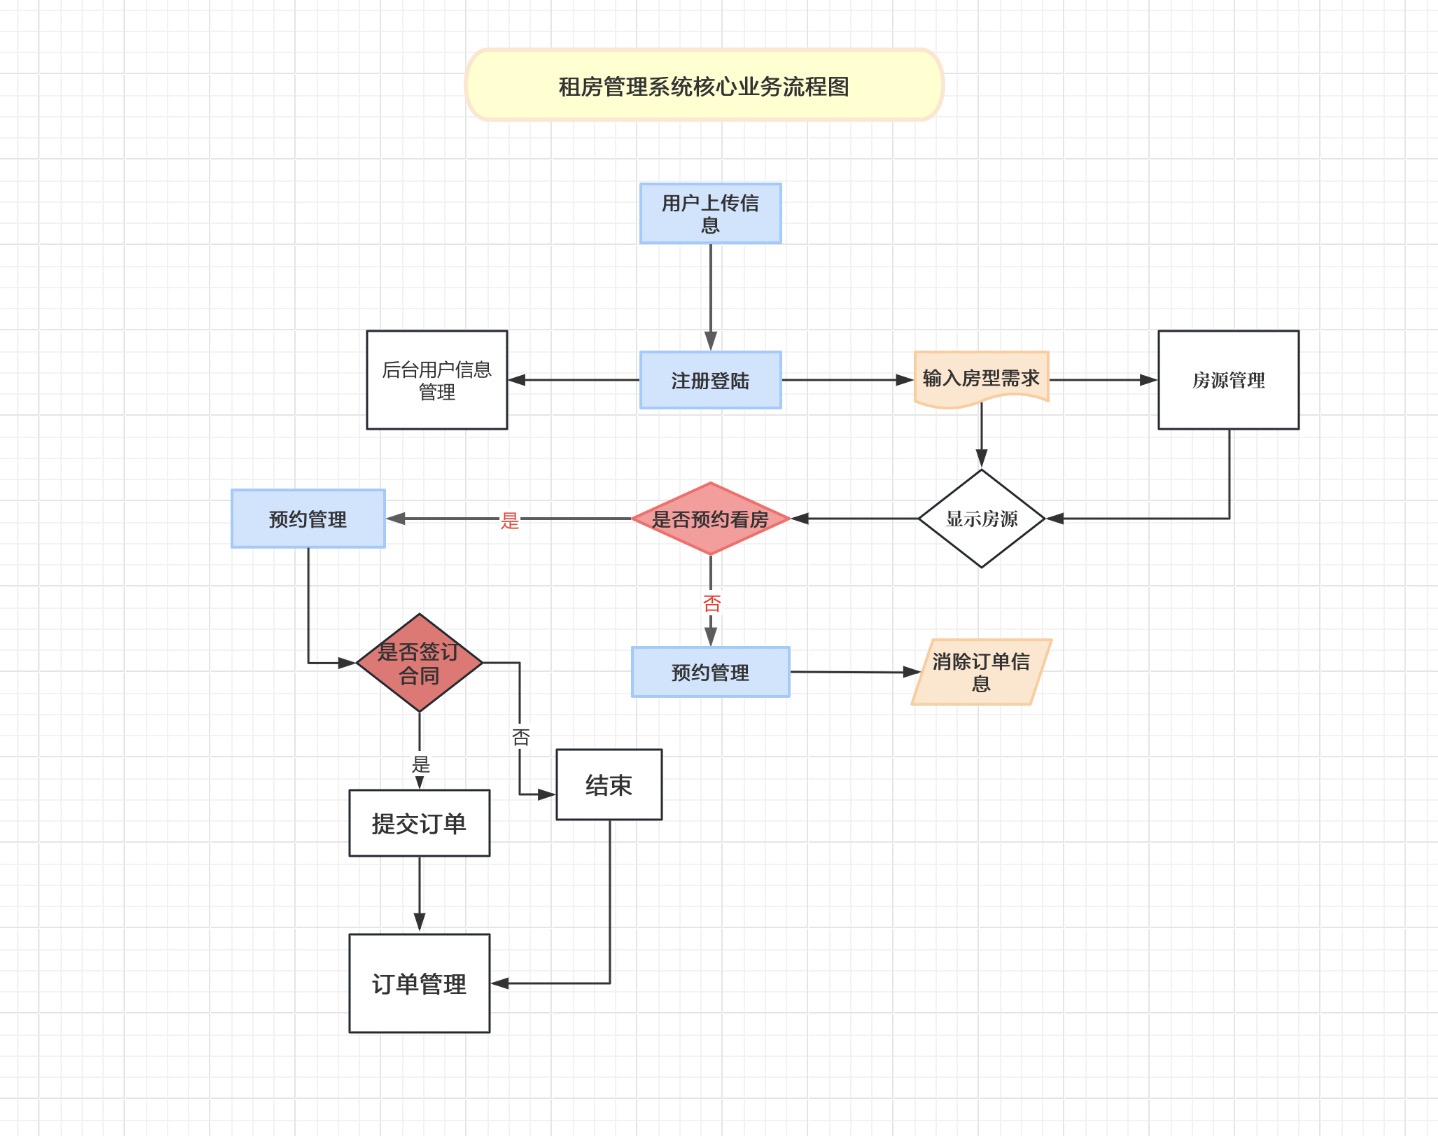 租房管理系统核心业务流程图
用户上传信
息
后台用户信息
管理
注册登陆
输入房型需求
房源管理
预约管理
是
是否预约看房
显示房源
否
是否签订
合同
预约管理
消除订单信
息
否
是
结束
提交订单
订单管理